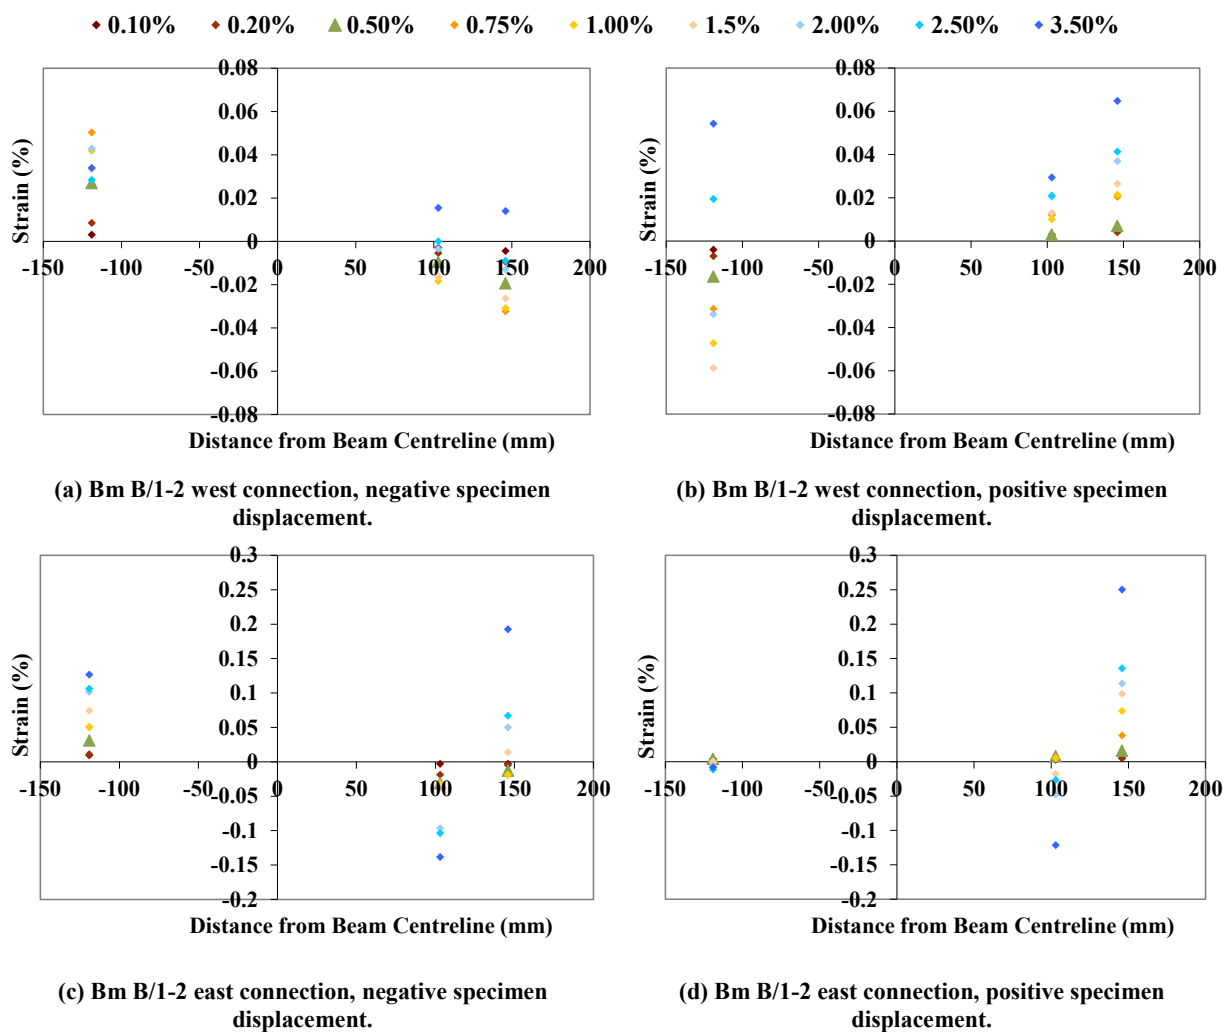 0.10% 0.20% 0.50% 0.75% 1.00% 1.5% 2.00% 2.50% 3.50%
0.08
0.06
0.04
0.02
0
-0.02
-0.04
-0.06
-0.08
-150 -100 -50 0 50 100 150 200
Strain (%)
Distance from Beam Centreline (mm)
(a) Bm B/1-2 west connection, negative specimen
displacement.
0.08
0.06
0.04
0.02
0
-0.02
-0.04
-0.06
-0.08
-150 -100 -50 0 50 100 150 200
Strain (%)
Distance from Beam Centreline (mm)
(b) Bm B/1-2 west connection, positive specimen
displacement.
0.3
0.25
0.2
0.15
0.1
0.05
0
-0.05
-0.1
-0.15
-0.2
-150 -100 -50 0 50 100 150 200
Strain (%)
Distance from Beam Centreline (mm)
(c) Bm B/1-2 east connection, negative specimen
displacement.
0.3
0.25
0.2
0.15
0.1
0.05
0
-0.05
-0.1
-0.15
-0.2
-150 -100 -50 0 50 100 150 200
Strain (%)
Distance from Beam Centreline (mm)
(d) Bm B/1-2 east connection, positive specimen
displacement.